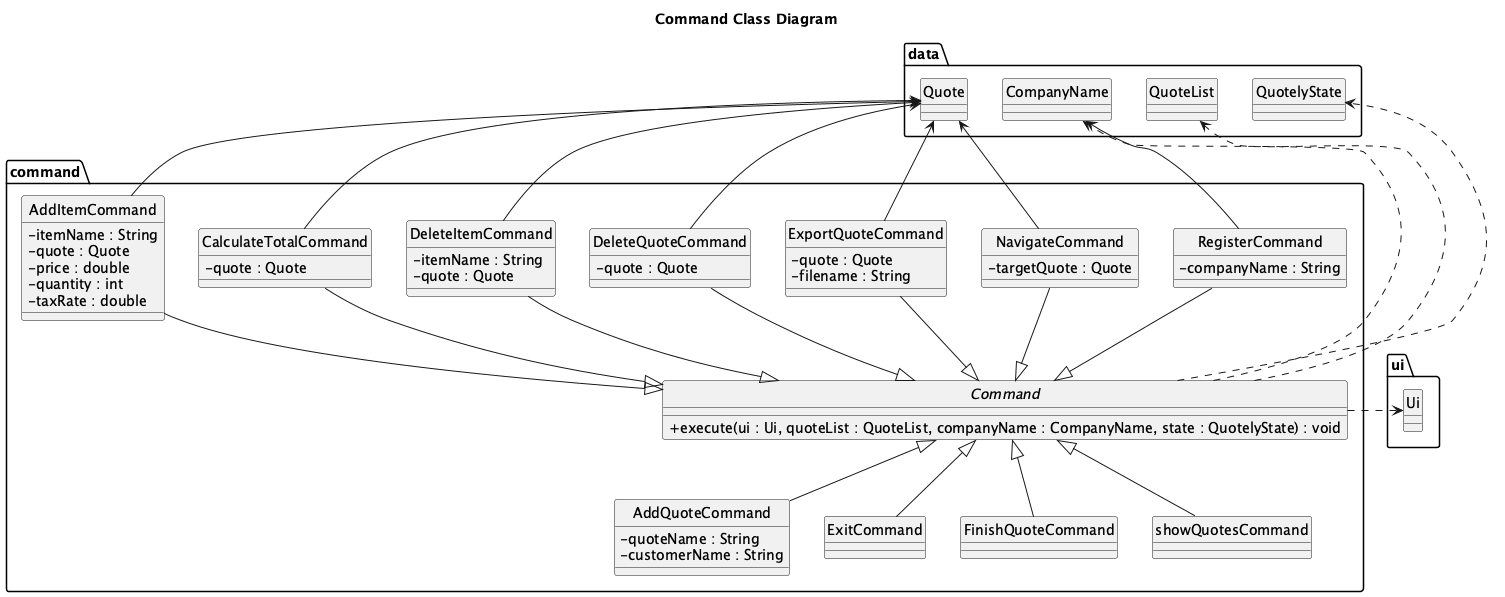 Command Class Diagram
data
Quote
CompanyName
QuoteList
QuotelyState
command
AddItemCommand
-itemName : String
-quote : Quote
-price : double
-quantity : int
-taxRate : double
CalculateTotalCommand
-quote : Quote
DeleteItemCommand
-itemName : String
-quote : Quote
DeleteQuoteCommand
-quote : Quote
ExportQuoteCommand
-quote : Quote
-filename : String
NavigateCommand
-targetQuote : Quote
RegisterCommand
-companyName : String
ui
Ui
Command
+execute(ui : Ui, quoteList : QuoteList, companyName : CompanyName, state : QuotelyState) : void
AddQuoteCommand
-quoteName : String
-customerName : String
ExitCommand
FinishQuoteCommand
showQuotesCommand